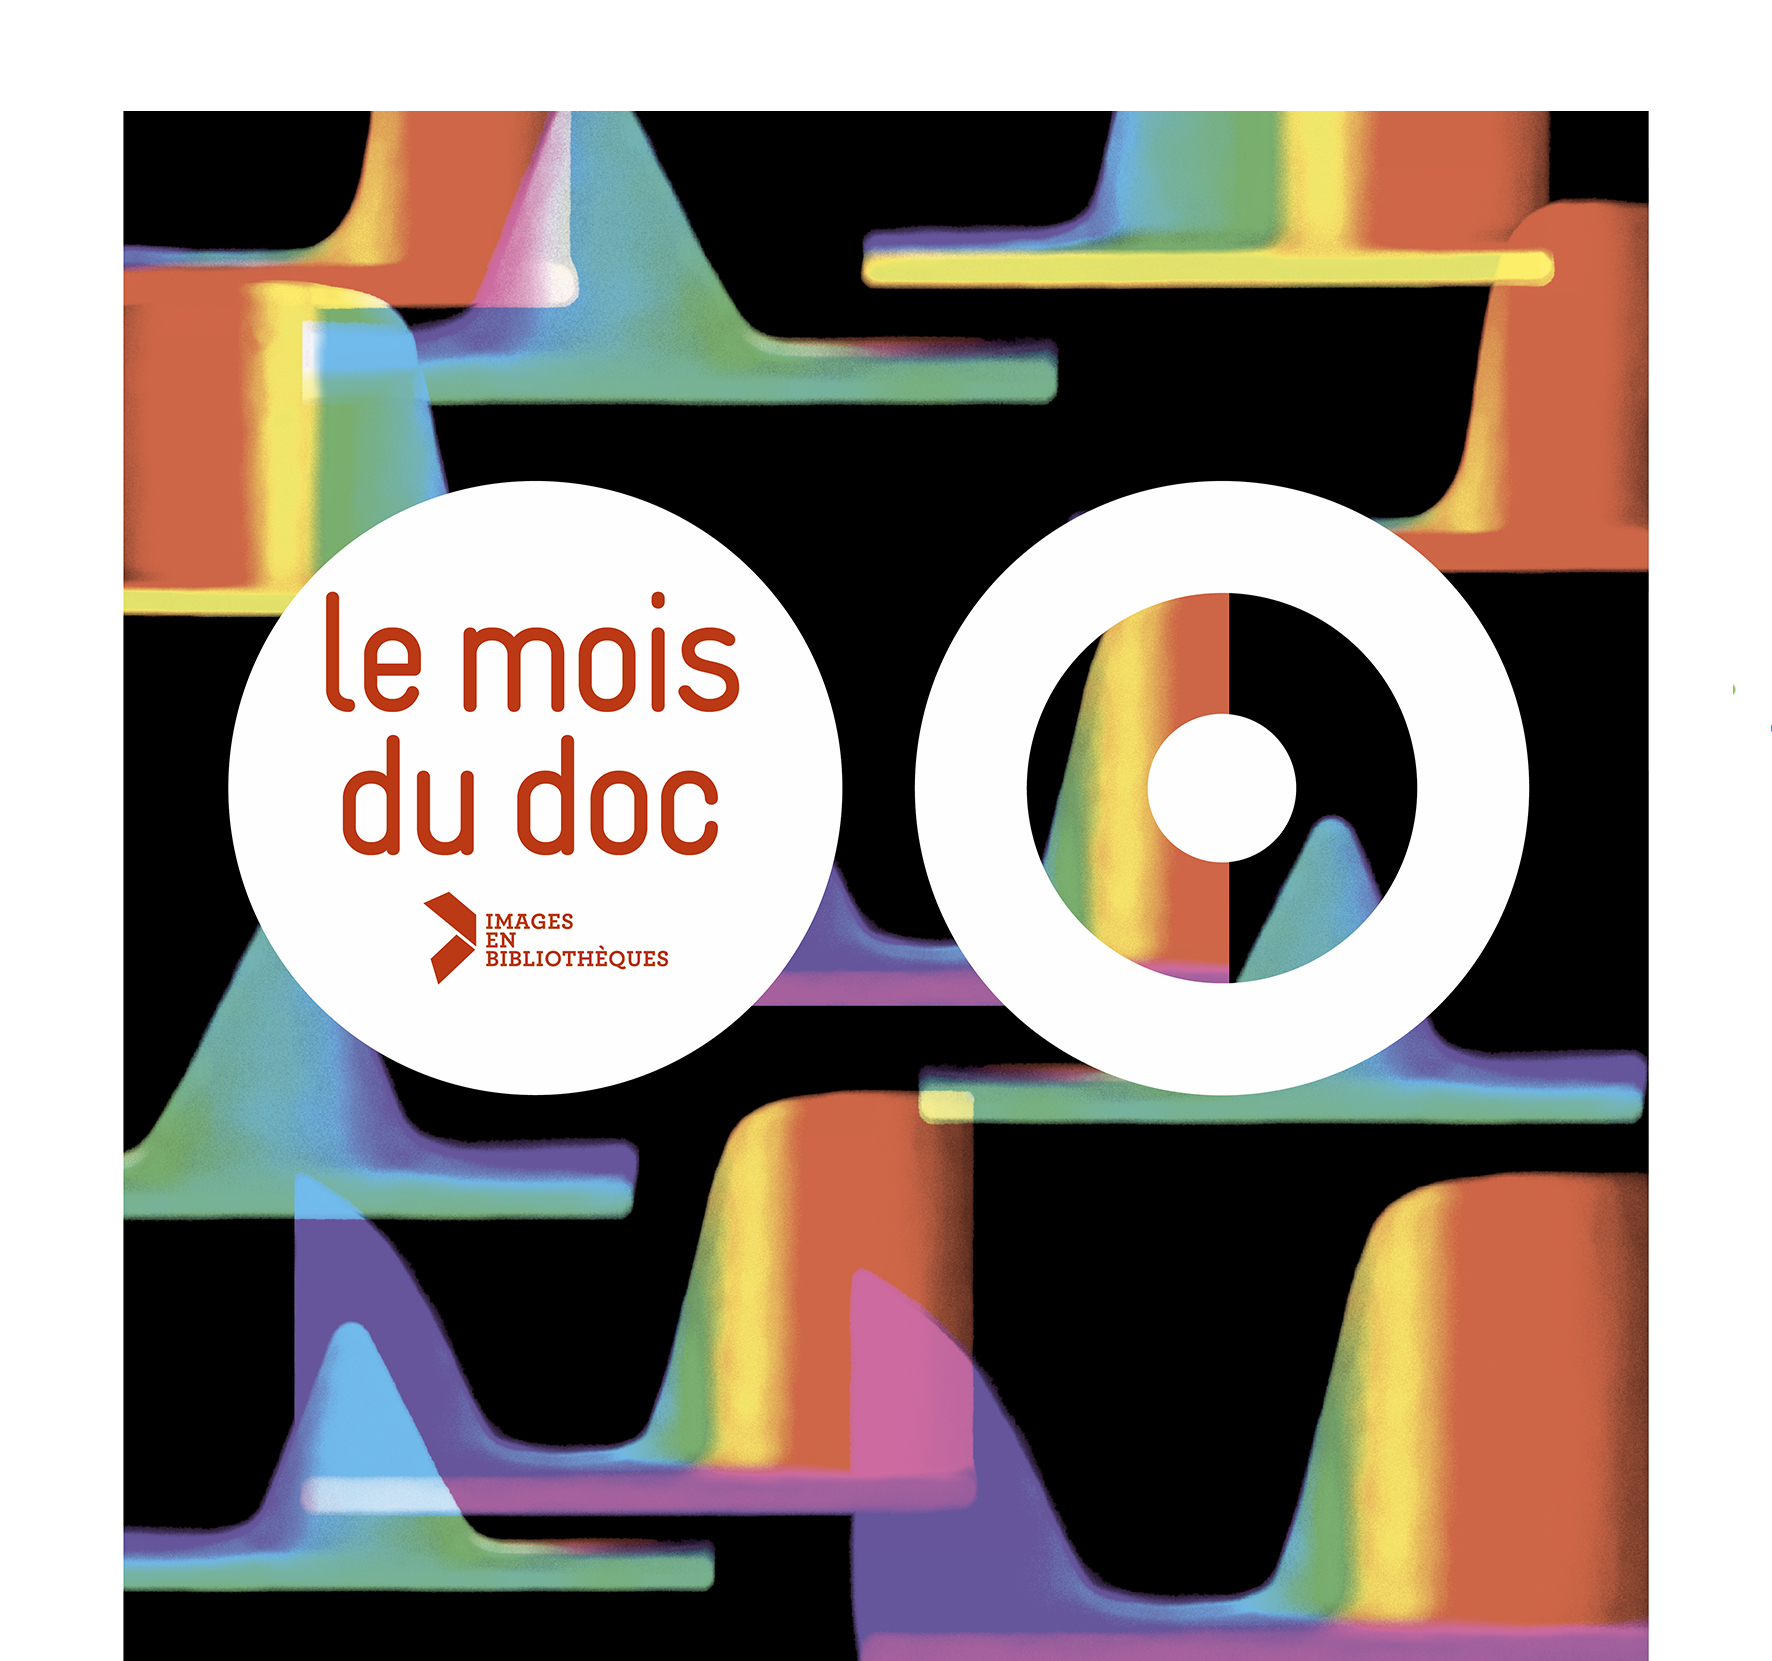 le mois
du doc
IMAGES
EN
BIBLIOTHÈQUES